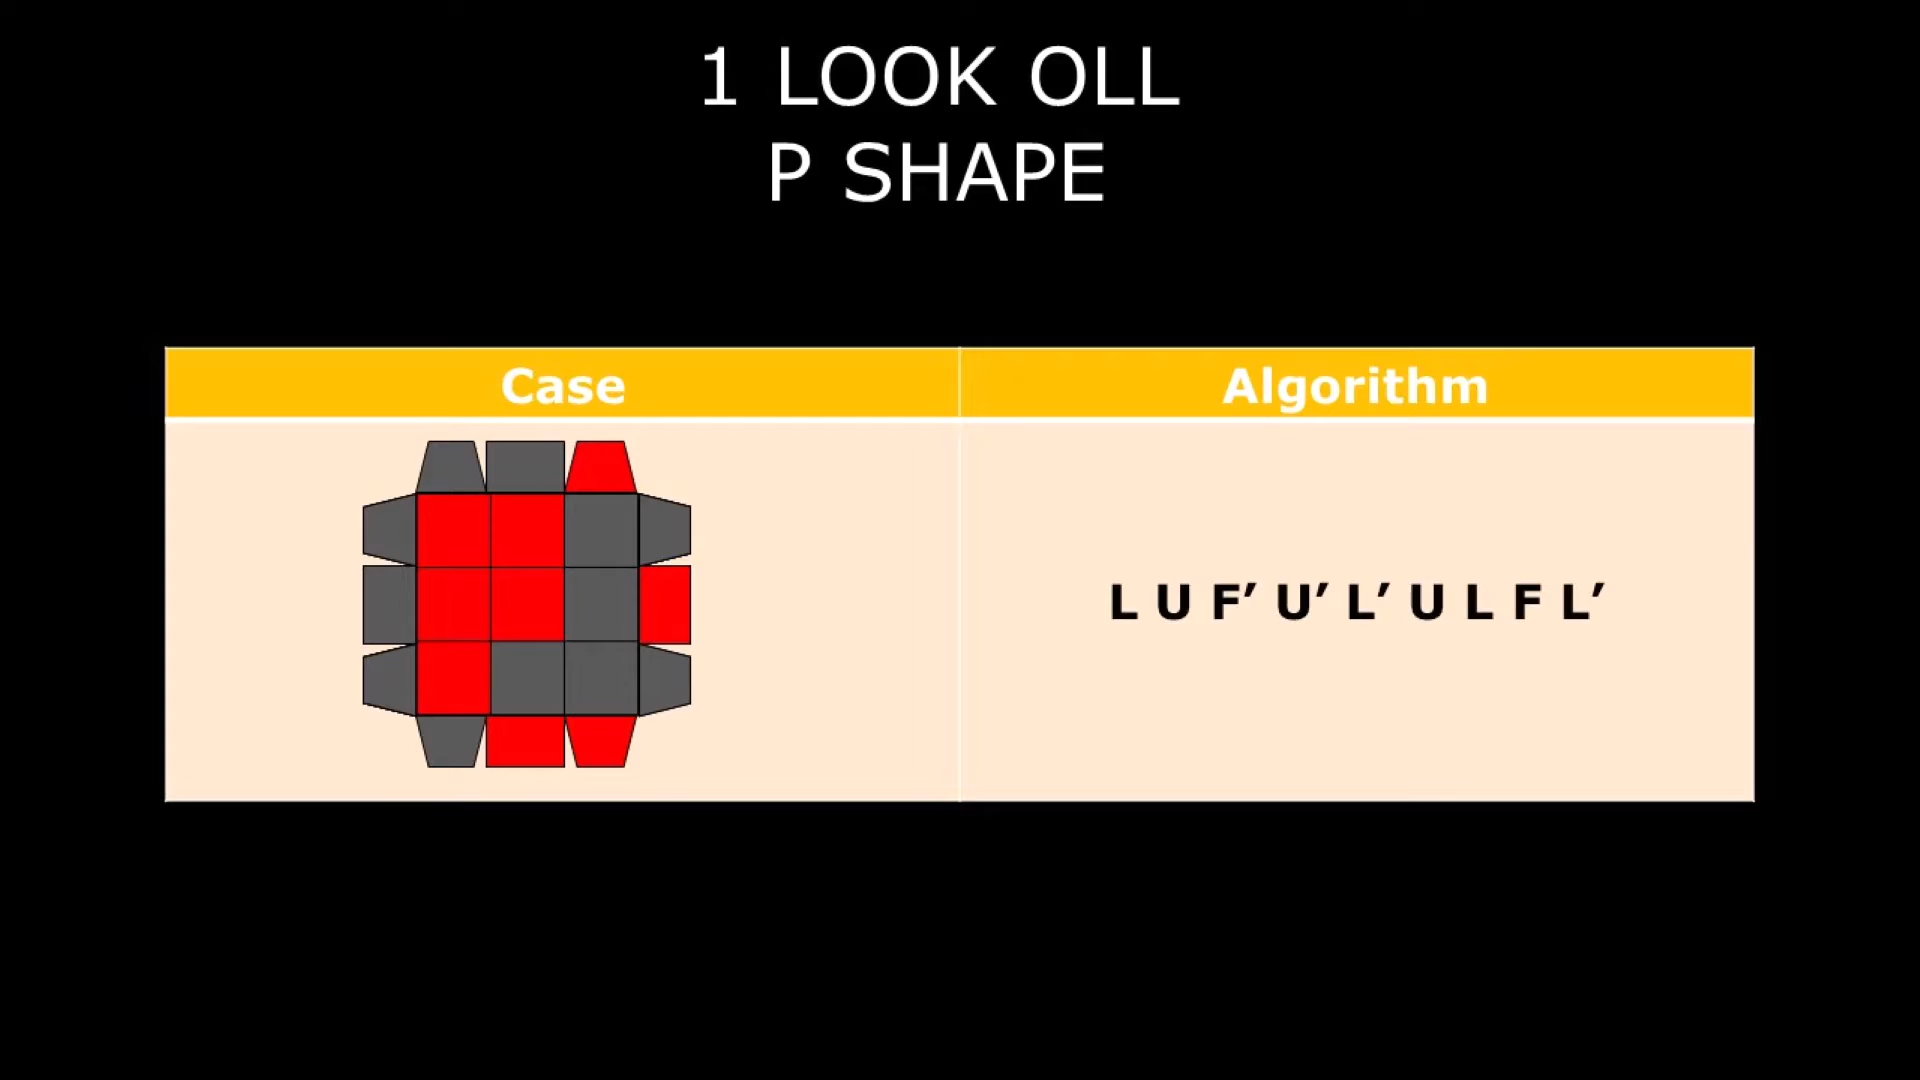 1 LOOK OLL
P SHAPE
Case
Algorithm
L U F’ U’ L’ U L F L’